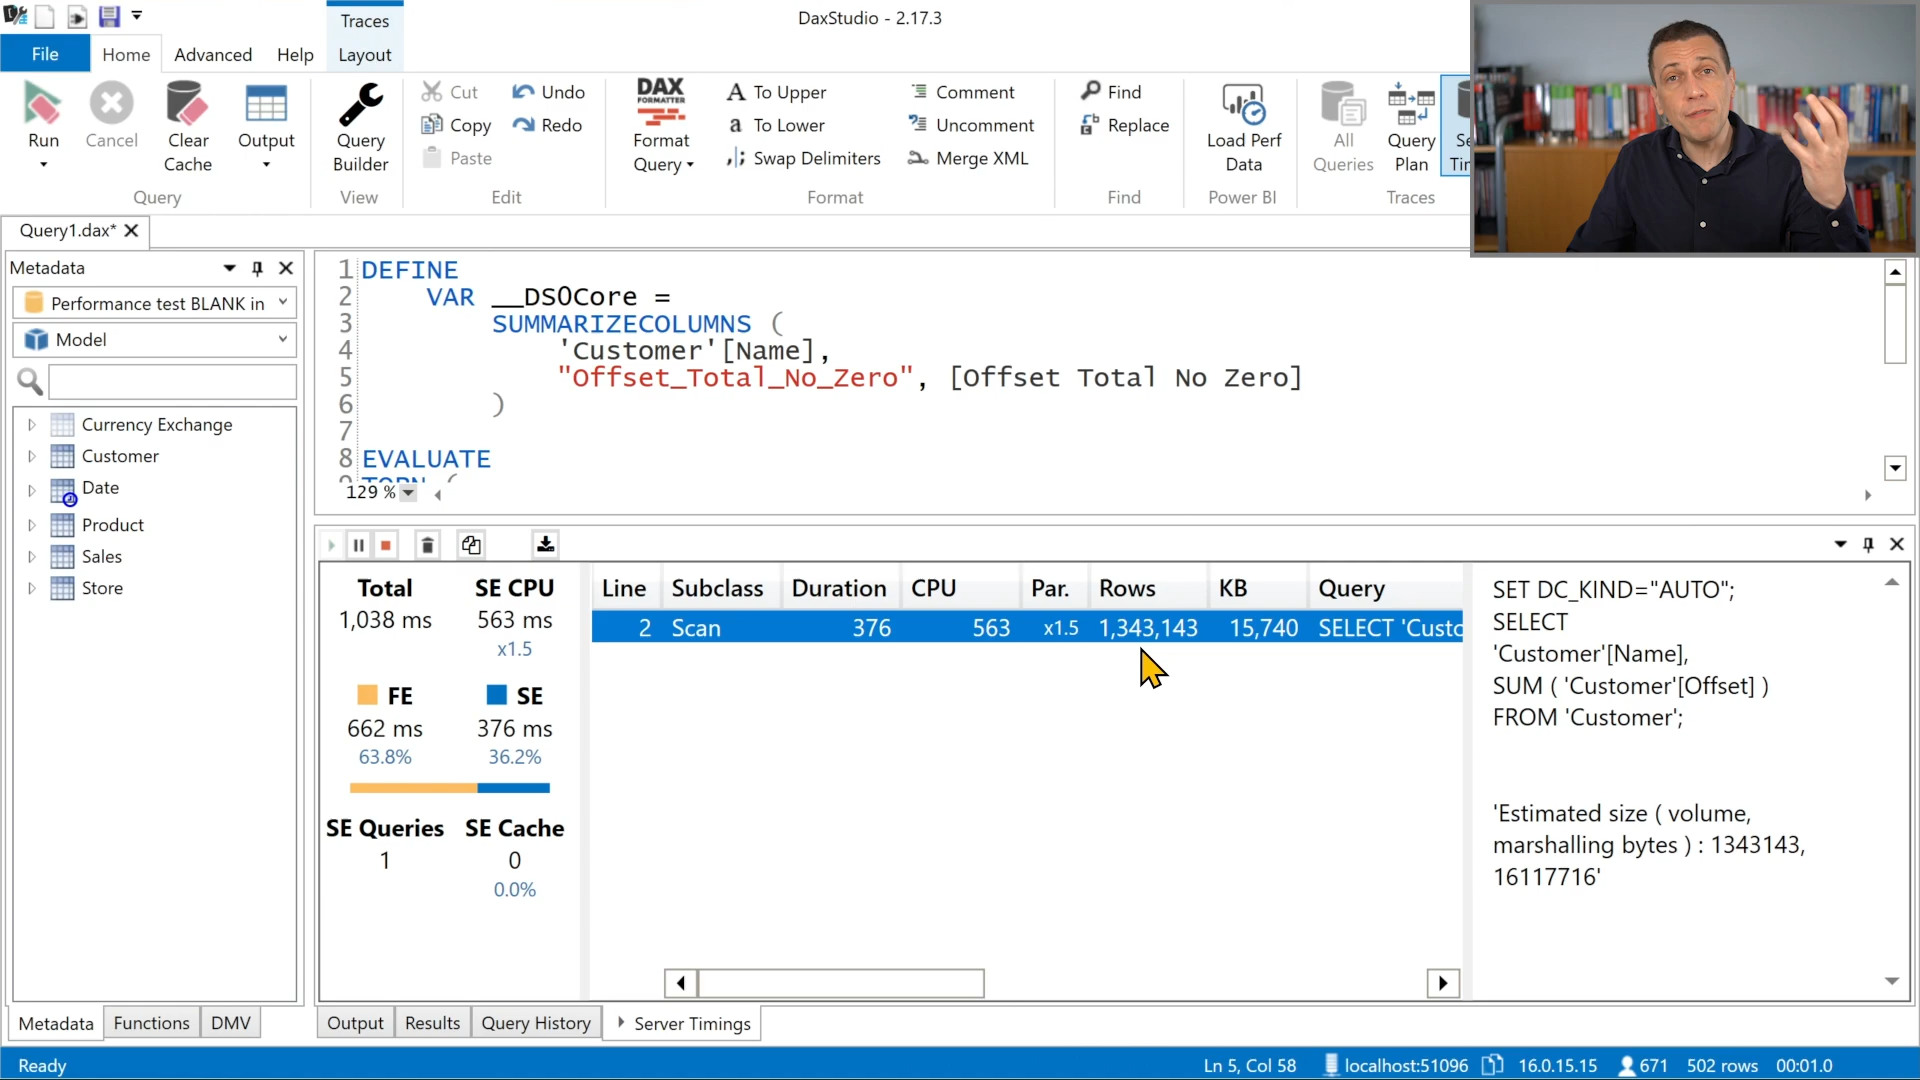 DaxStudio - 2.17.3
Traces
File
Home
Advanced
Help
Layout
Run
Cancel
Clear Cache
Output
Query
Query Builder
View
Cut
Copy
Paste
Undo
Redo
Edit
DAX
FORMATTER
Format Query
A To Upper
a To Lower
Swap Delimiters
Comment
Uncomment
Merge XML
Format
Find
Replace
Find
Load Perf Data
Power BI
All Queries
Query Plan
Traces
Query1.dax*
Metadata
Performance test BLANK in
Model
Currency Exchange
Customer
Date
Product
Sales
Store
1 DEFINE
2 VAR __DS0Core =
3 SUMMARIZECOLUMNS (
4 'Customer'[Name],
5 "Offset_Total_No_Zero", [Offset Total No Zero]
6 )
7
8 EVALUATE
129 %
Total
SE CPU
1,038 ms
563 ms
x1.5
FE
SE
662 ms
376 ms
63.8%
36.2%
SE Queries
SE Cache
1
0
0.0%
Line Subclass Duration CPU Par. Rows KB Query
2 Scan 376 563 x1.5 1,343,143 15,740 SELECT 'Custo
SET DC_KIND="AUTO";
SELECT
'Customer'[Name],
SUM ( 'Customer'[Offset] )
FROM 'Customer';
'Estimated size ( volume,
marshalling bytes ) : 1343143,
16117716'
Metadata
Functions
DMV
Output
Results
Query History
Server Timings
Ready
Ln 5, Col 58
localhost:51096
16.0.15.15
671
502 rows
00:01.0